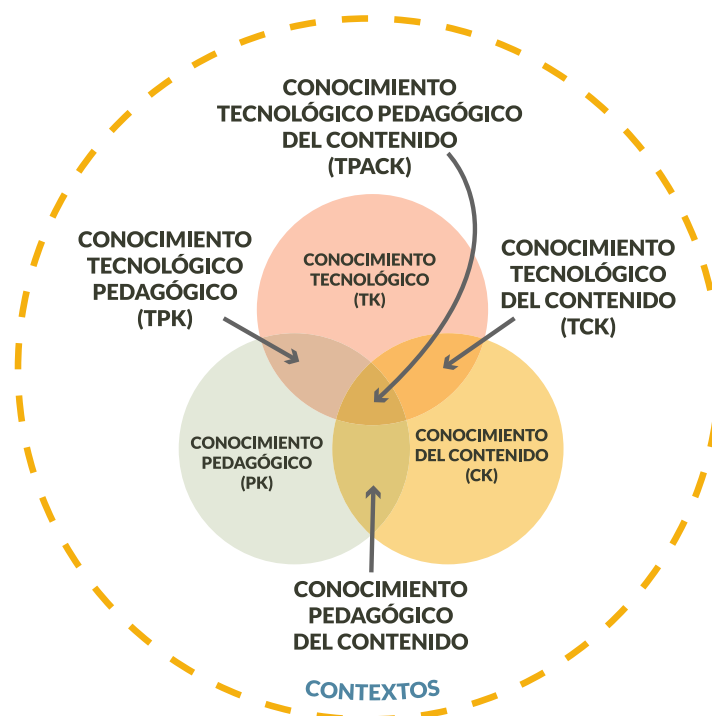 CONOCIMIENTO
TECNOLÓGICO PEDAGÓGICO
DEL CONTENIDO
(TPACK)
CONOCIMIENTO
TECNOLÓGICO
PEDAGÓGICO
(TPK)
CONOCIMIENTO
TECNOLÓGICO
(TK)
CONOCIMIENTO
TECNOLÓGICO
DEL CONTENIDO
(TCK)
CONOCIMIENTO
PEDAGÓGICO
(PK)
CONOCIMIENTO
DEL CONTENIDO
(CK)
CONOCIMIENTO
PEDAGÓGICO
DEL CONTENIDO
CONTEXTOS